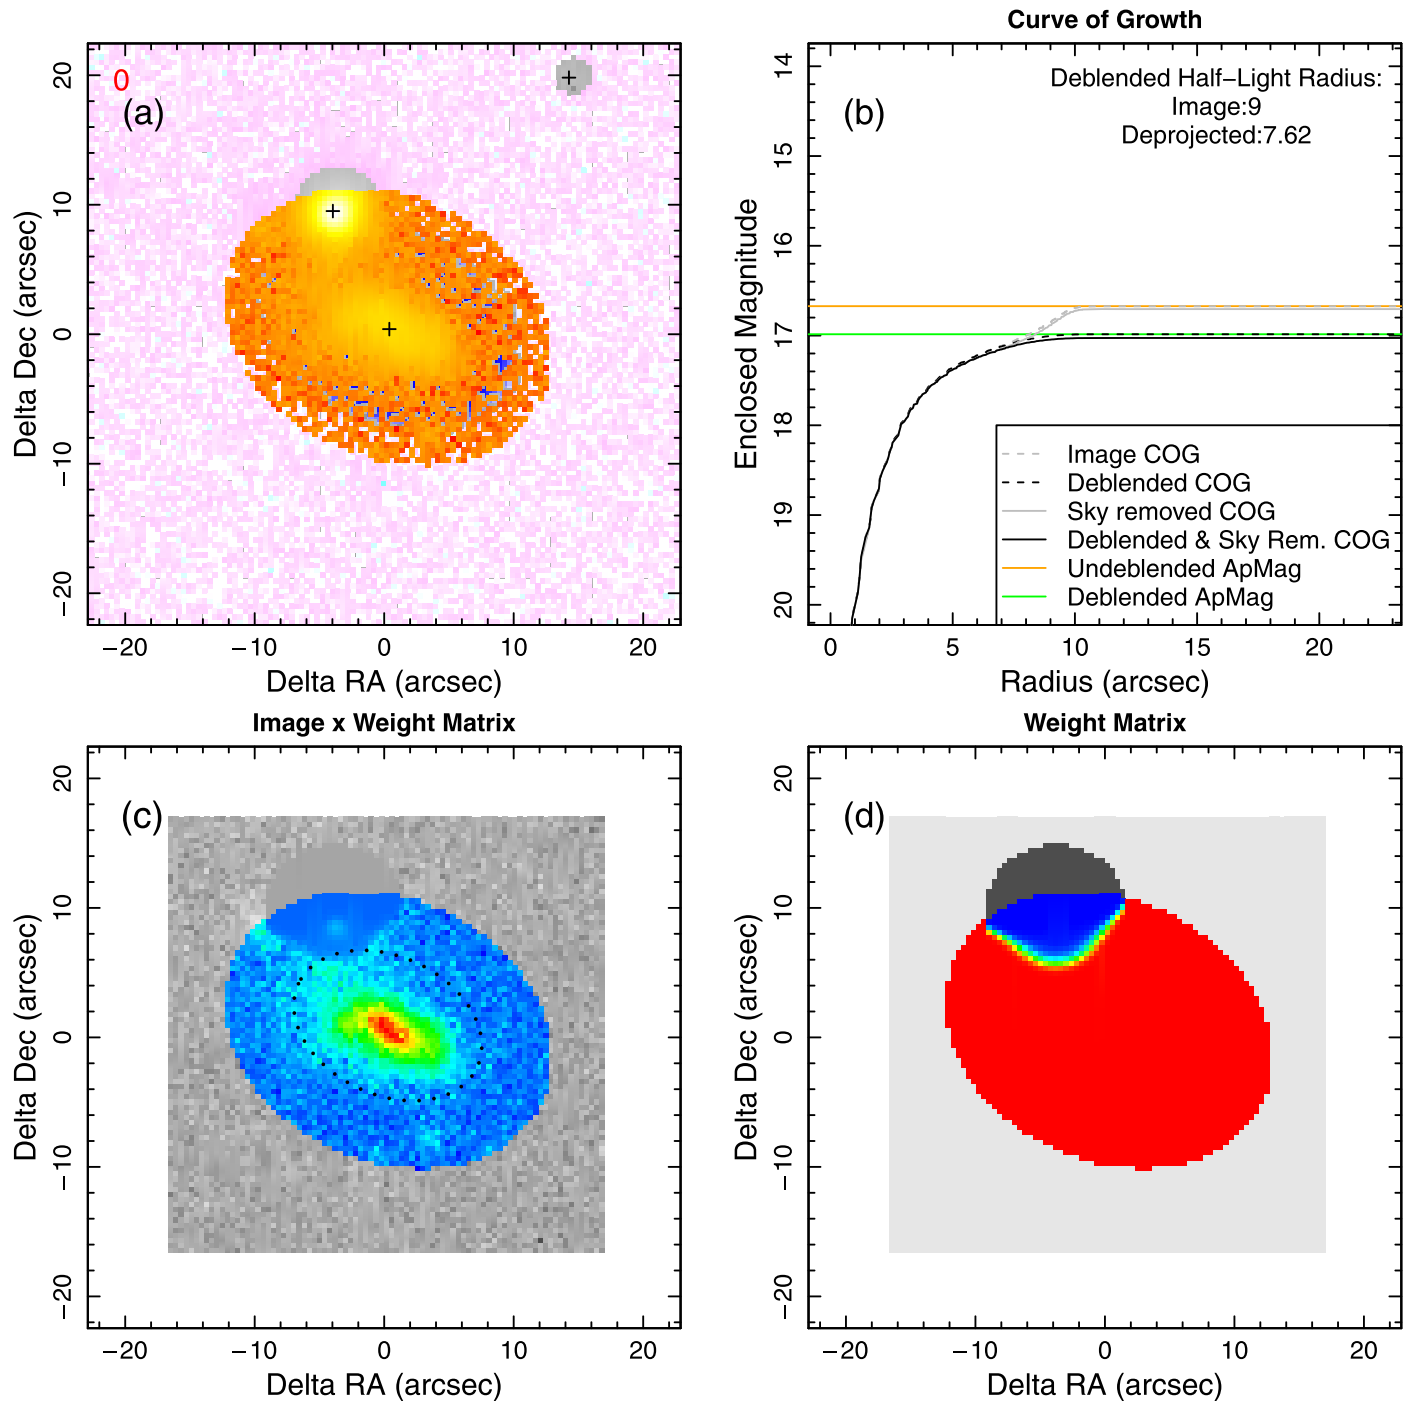 0
(a)
20
10
0
−10
−20
Delta Dec (arcsec)
−20 −10 0 10 20
Delta RA (arcsec)
Curve of Growth
(b)
Deblended Half−Light Radius:
Image:9
Deprojected:7.62
14
15
16
17
18
19
20
Enclosed Magnitude
Image COG
Deblended COG
Sky removed COG
Deblended & Sky Rem. COG
Undeblended ApMag
Deblended ApMag
0 5 10 15 20
Radius (arcsec)
Image x Weight Matrix
(c)
20
10
0
−10
−20
Delta Dec (arcsec)
−20 −10 0 10 20
Delta RA (arcsec)
Weight Matrix
(d)
20
10
0
−10
−20
Delta Dec (arcsec)
−20 −10 0 10 20
Delta RA (arcsec)